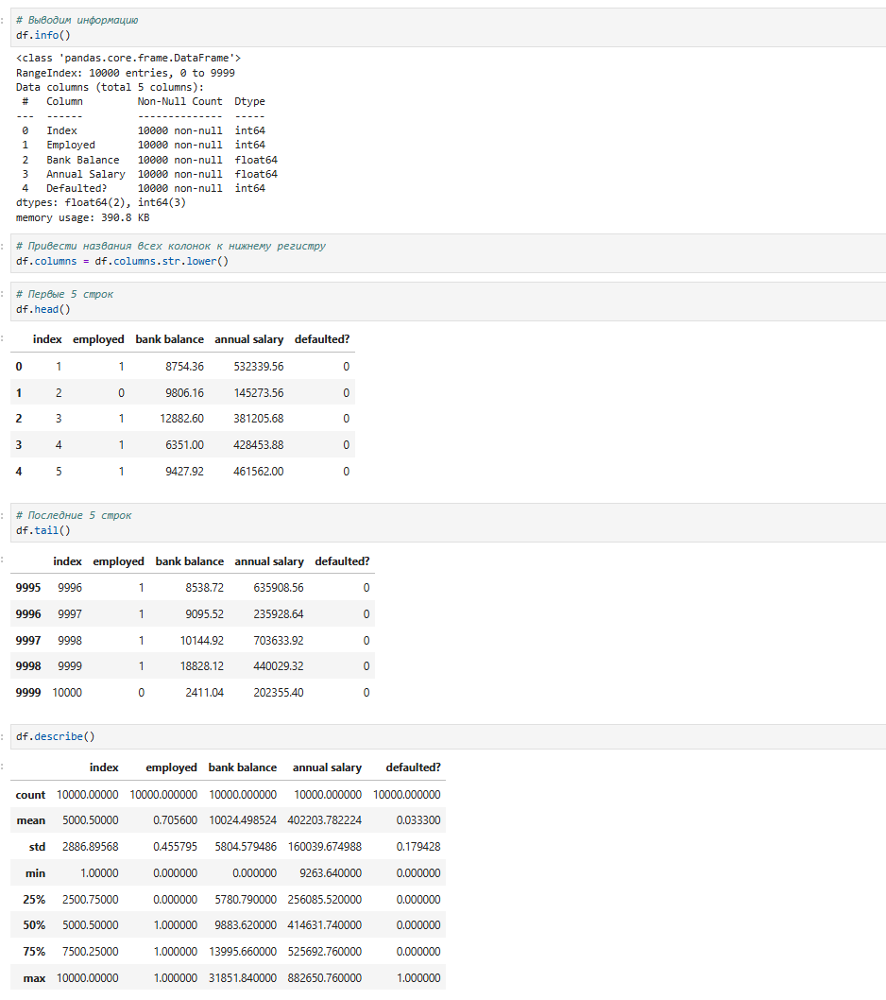 # Выводим информацию
df.info()
<class 'pandas.core.frame.DataFrame'>
RangeIndex: 10000 entries, 0 to 9999
Data columns (total 5 columns):
 #   Column         Non-Null Count  Dtype
---  ------         --------------  -----
 0   Index          10000 non-null  int64
 1   Employed       10000 non-null  int64
 2   Bank Balance   10000 non-null  float64
 3   Annual Salary  10000 non-null  float64
 4   Defaulted?     10000 non-null  int64
dtypes: float64(2), int64(3)
memory usage: 390.8 KB
# Привести названия всех колонок к нижнему регистру
df.columns = df.columns.str.lower()
# Первые 5 строк
df.head()
index employed bank balance annual salary defaulted?
0 1 1 8754.36 532339.56 0
1 2 0 9806.16 145273.56 0
2 3 1 12882.60 381205.68 0
3 4 1 6351.00 428453.88 0
4 5 1 9427.92 461562.00 0
# Последние 5 строк
df.tail()
index employed bank balance annual salary defaulted?
9995 9996 1 8538.72 635908.56 0
9996 9997 1 9095.52 235928.64 0
9997 9998 1 10144.92 703633.92 0
9998 9999 1 18828.12 440029.32 0
9999 10000 0 2411.04 202355.40 0
df.describe()
index employed bank balance annual salary defaulted?
count 10000.00000 10000.000000 10000.000000 10000.000000 10000.000000
mean 5000.50000 0.705600 10024.498524 402203.782224 0.033300
std 2886.89568 0.455795 5804.579486 160039.674988 0.179428
min 1.00000 0.000000 0.000000 9263.640000 0.000000
25% 2500.75000 0.000000 5780.790000 256085.520000 0.000000
50% 5000.50000 1.000000 9883.620000 414631.740000 0.000000
75% 7500.25000 1.000000 13995.660000 525692.760000 0.000000
max 10000.00000 1.000000 31851.840000 882650.760000 1.000000